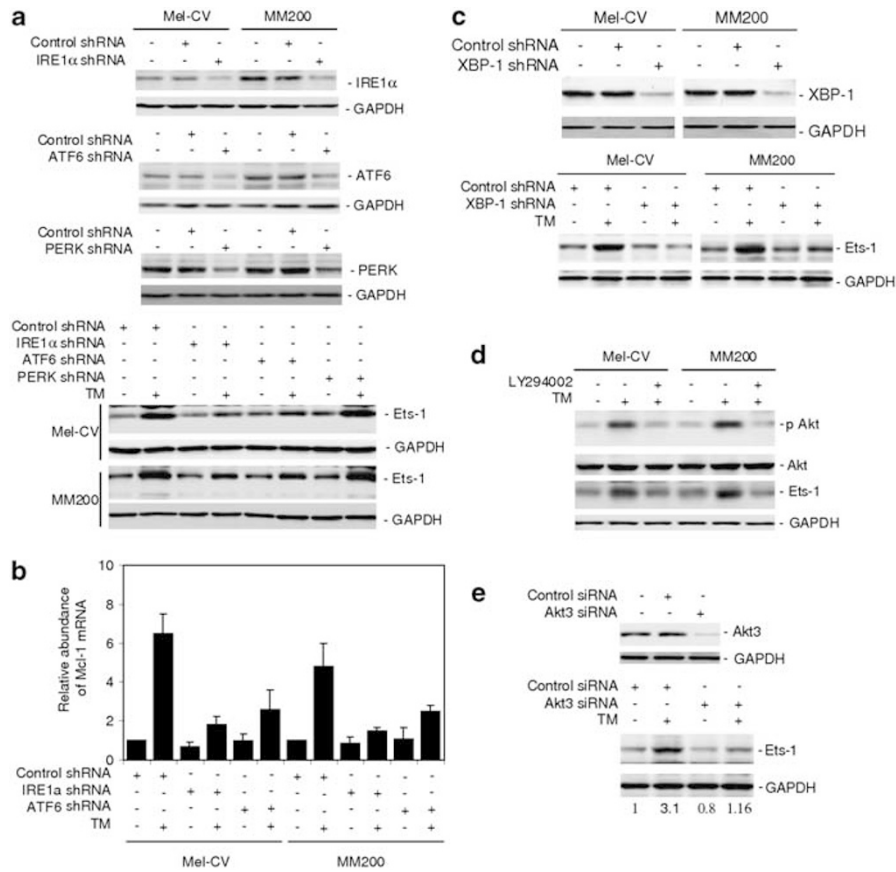 a
Mel-CV MM200
Control shRNA - + - - + -
IRE1α shRNA - - + - - +
- IRE1α
- GAPDH
Control shRNA - + - - + -
ATF6 shRNA - - + - - +
- ATF6
- GAPDH
Control shRNA - + - - + -
PERK shRNA - - + - - +
- PERK
- GAPDH
Control shRNA + + - - - - - -
IRE1α shRNA - - + + - - - -
ATF6 shRNA - - - - + + - -
PERK shRNA - - - - - - + +
TM - + - + - + - +
Mel-CV
- Ets-1
- GAPDH
MM200
- Ets-1
- GAPDH
b
Relative abundance
of Mcl-1 mRNA
10
8
6
4
2
0
Control shRNA + + - - - - + + - - - -
IRE1a shRNA - - + + - - - - + + - -
ATF6 shRNA - - - - + + - - - - + +
TM - + - + - + - + - + - +
Mel-CV MM200
c
Mel-CV MM200
Control shRNA - + - - + -
XBP-1 shRNA - - + - - +
- XBP-1
- GAPDH
Mel-CV MM200
Control shRNA + + - - + + - -
XBP-1 shRNA - - + + - - + +
TM - + - + - + - +
- Ets-1
- GAPDH
d
Mel-CV MM200
LY294002 - - + - - +
TM - + + - + +
- p Akt
- Akt
- Ets-1
- GAPDH
e
Control siRNA - + -
Akt3 siRNA - - +
- Akt3
- GAPDH
Control siRNA + + - -
Akt3 siRNA - - + +
TM - + - +
- Ets-1
- GAPDH
1 3.1 0.8 1.16